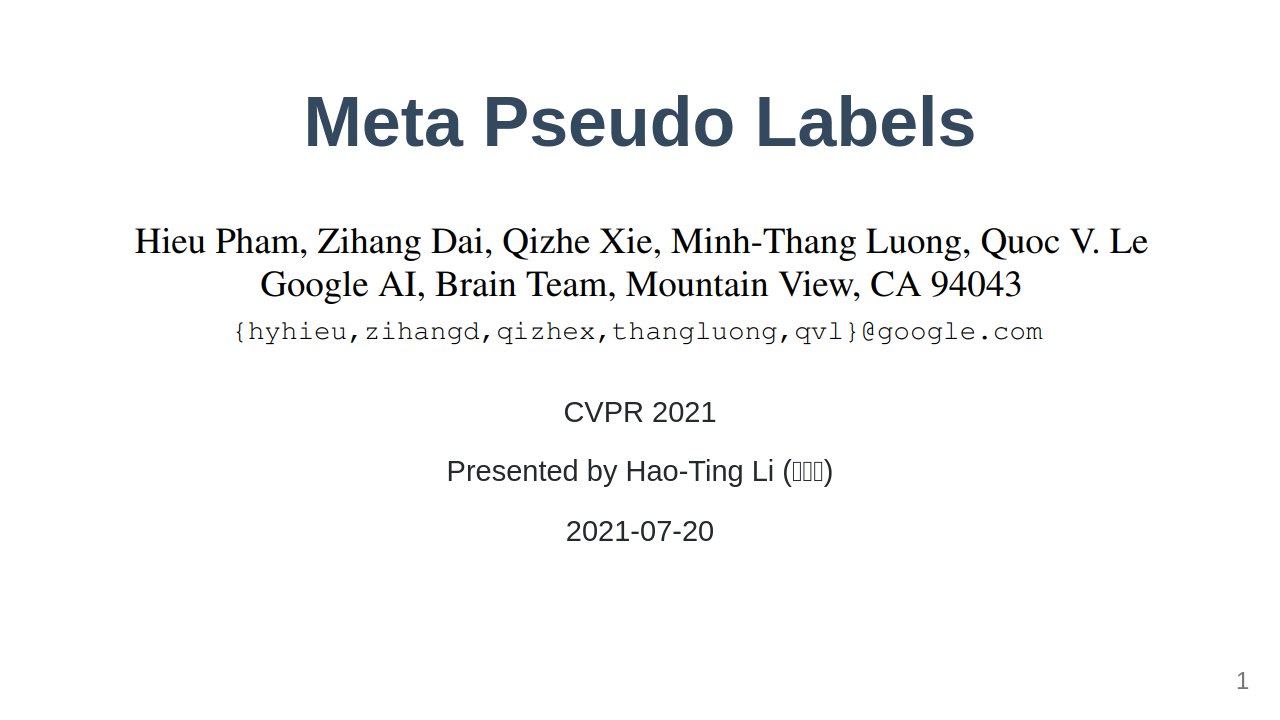 Meta Pseudo Labels
Hieu Pham, Zihang Dai, Qizhe Xie, Minh-Thang Luong, Quoc V. Le
Google AI, Brain Team, Mountain View, CA 94043
{hyhieu,zihangd,qizhex,thangluong,qvl}@google.com
CVPR 2021
Presented by Hao-Ting Li ()
2021-07-20
1